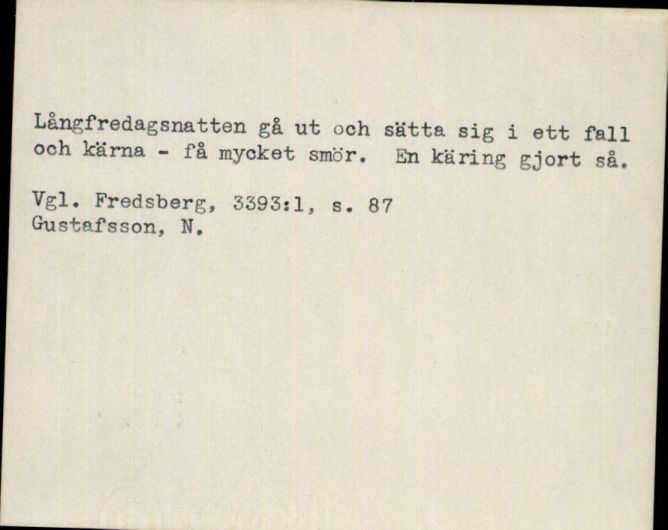 Långfredagsnatten gå ut och sätta sig i ett fall
och kärna - få mycket smör. En käring gjort så.
Vgl. Fredsberg, 3393:1, s. 87
Gustafsson, N.